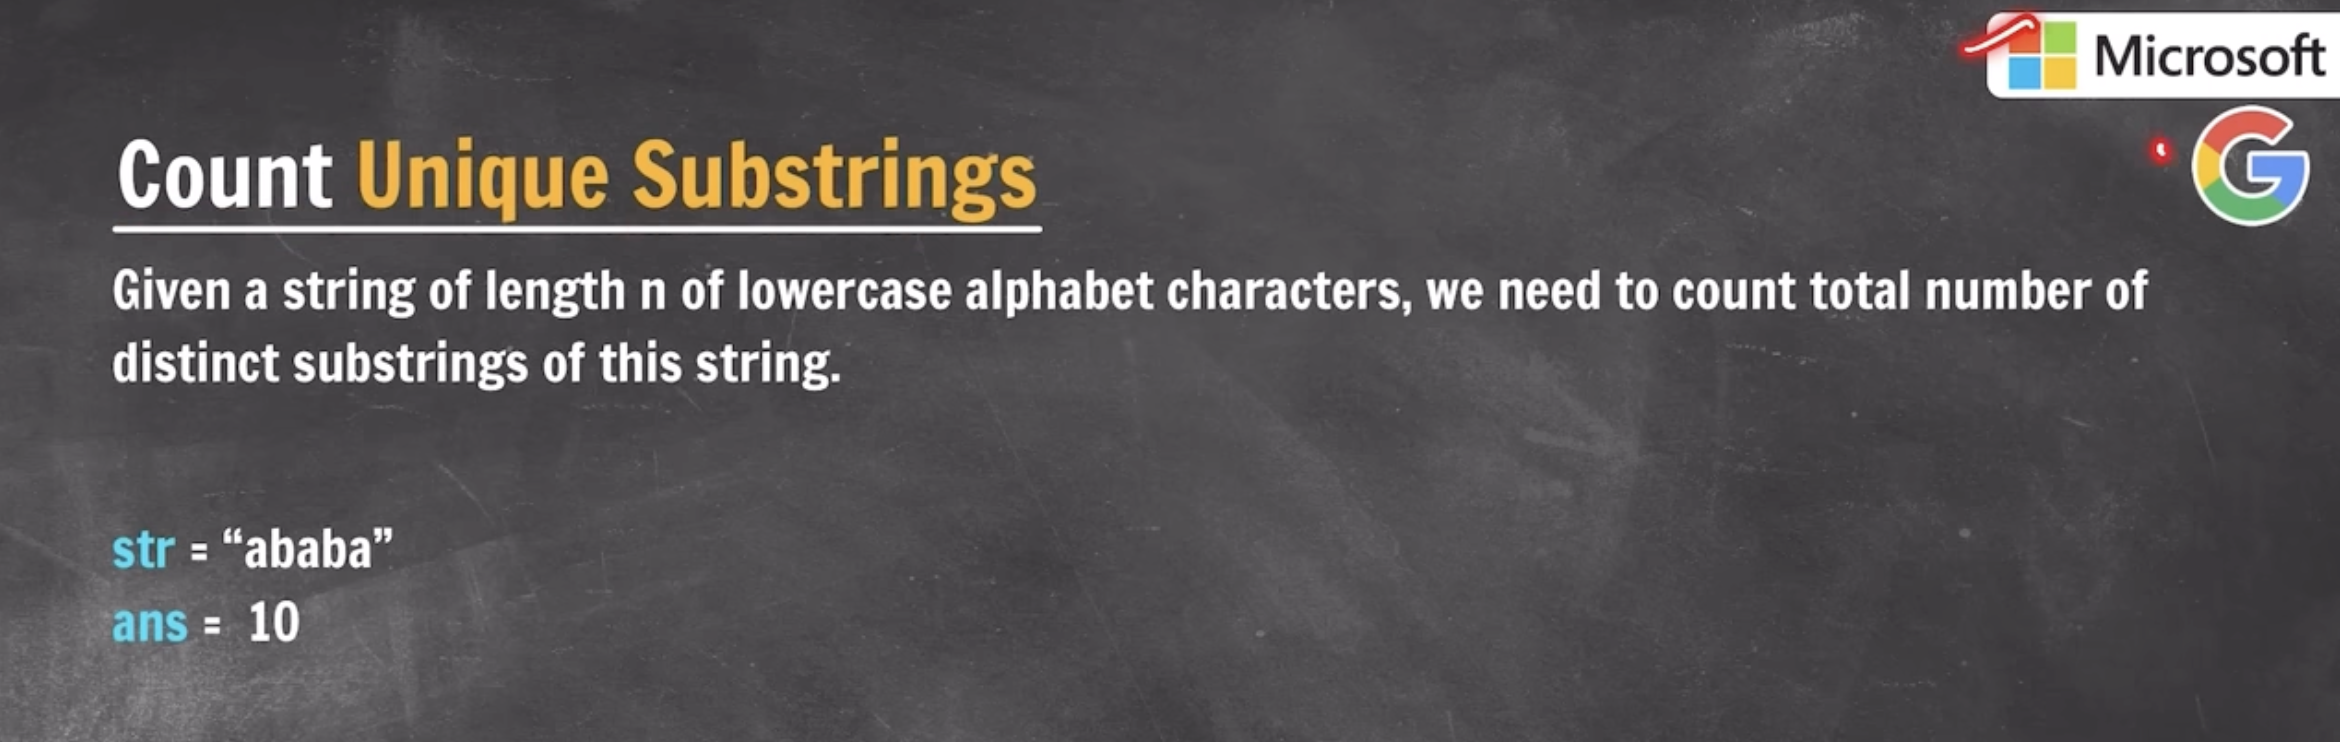 Microsoft
Count Unique Substrings
Given a string of length n of lowercase alphabet characters, we need to count total number of
distinct substrings of this string.
str = “ababa”
ans = 10